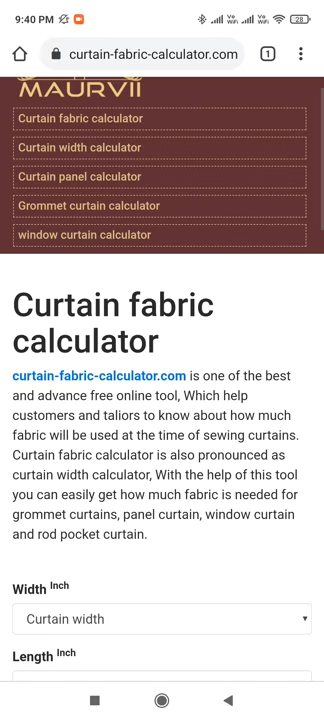 9:40 PM
Vo WiFi
Vo WiFi
28
curtain-fabric-calculator.com
1
MAURVII
Curtain fabric calculator
Curtain width calculator
Curtain panel calculator
Grommet curtain calculator
window curtain calculator
Curtain fabric
calculator
curtain-fabric-calculator.com is one of the best
and advance free online tool, Which help
customers and taliors to know about how much
fabric will be used at the time of sewing curtains.
Curtain fabric calculator is also pronounced as
curtain width calculator, With the help of this tool
you can easily get how much fabric is needed for
grommet curtains, panel curtain, window curtain
and rod pocket curtain.
Width Inch
Curtain width
Length Inch